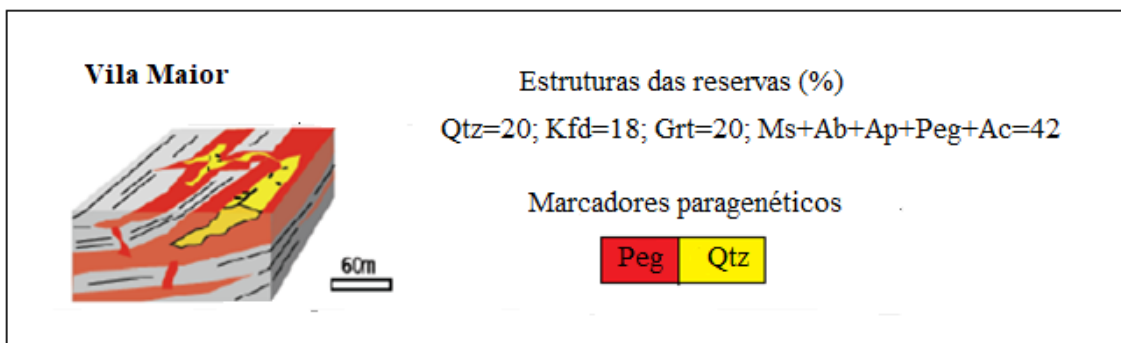 Vila Maior
Estruturas das reservas (%)
Qtz=20; Kfd=18; Grt=20; Ms+Ab+Ap+Peg+Ac=42
Marcadores paragenéticos
Peg Qtz
60m